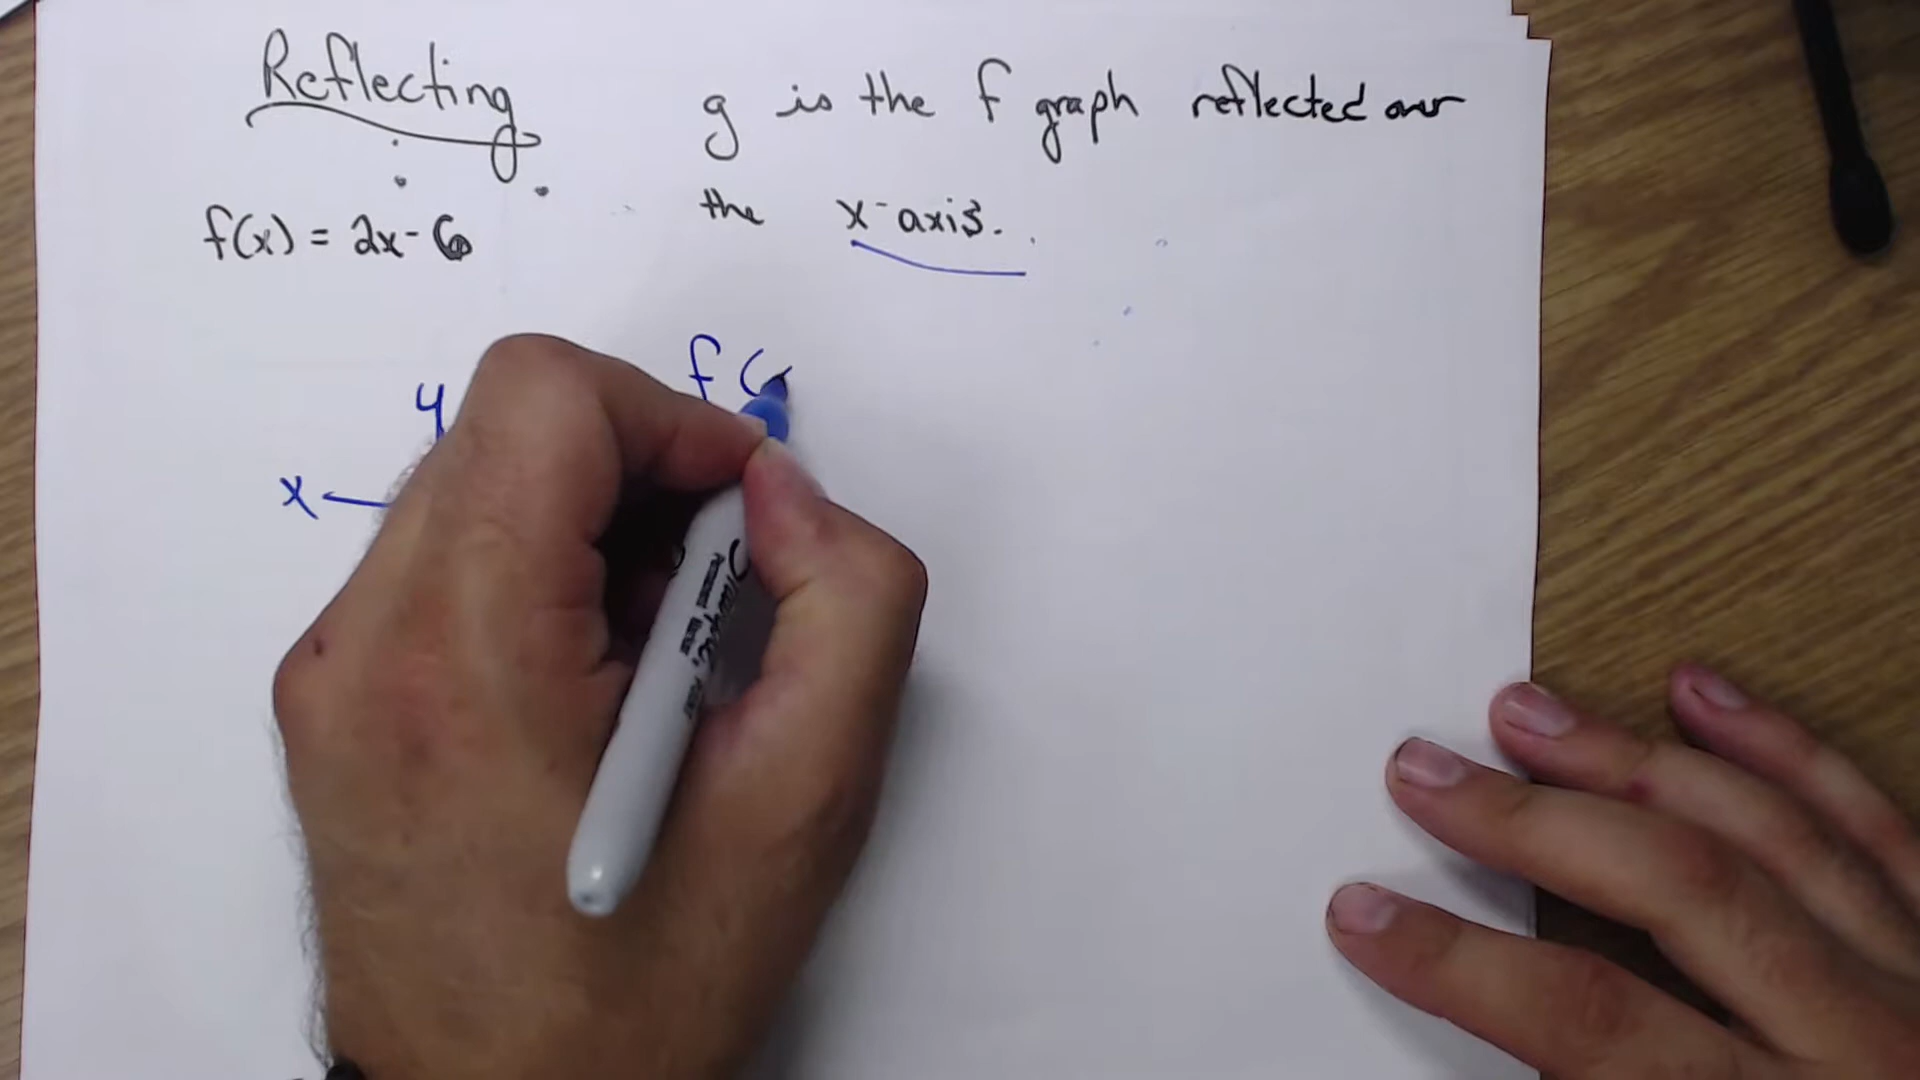 Reflecting
g is the f graph reflected over
the x-axis.
f(x) = 2x - 6
f(x
y
x